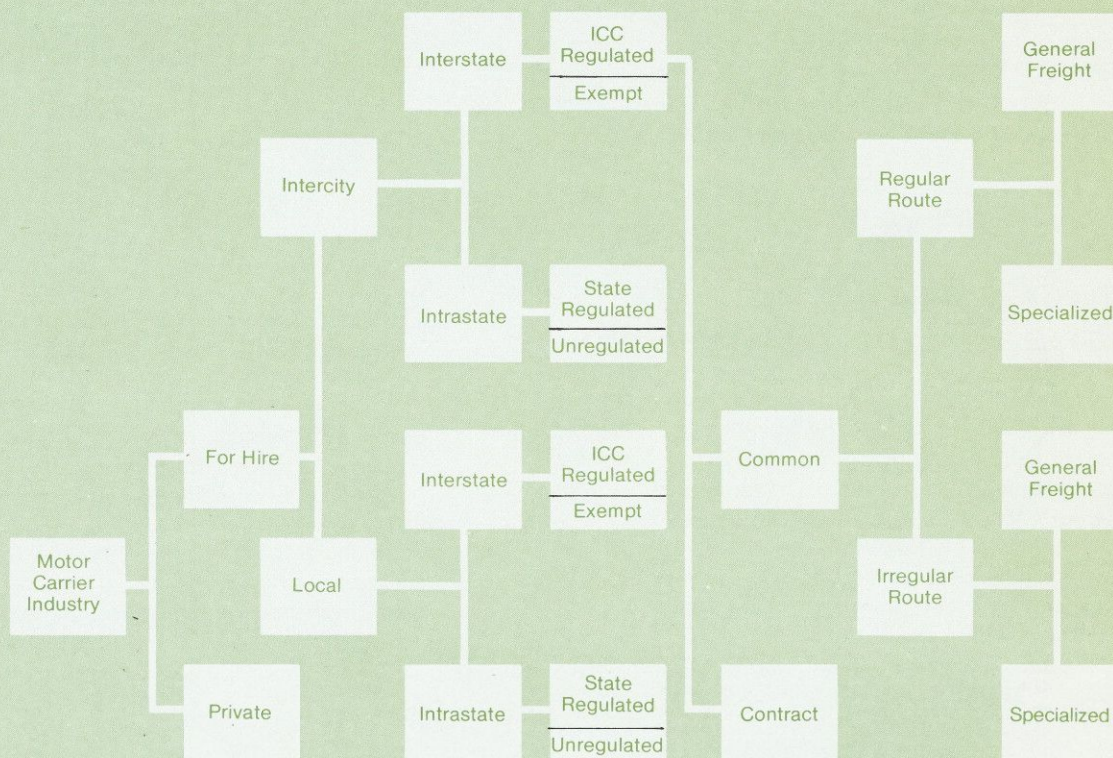 Interstate
ICC
Regulated
Exempt
General
Freight
Intercity
Regular
Route
Intrastate
State
Regulated
Unregulated
Specialized
For Hire
Interstate
ICC
Regulated
Exempt
Common
General
Freight
Motor
Carrier
Industry
Local
Irregular
Route
Private
Intrastate
State
Regulated
Unregulated
Contract
Specialized